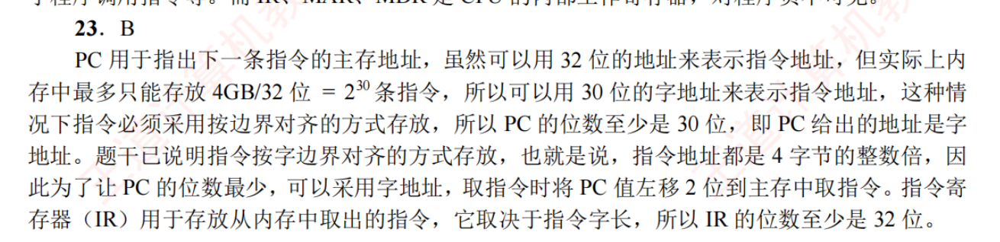 23. B
PC 用于指出下一条指令的主存地址，虽然可以用 32 位的地址来表示指令地址，但实际上内
存中最多只能存放 4GB/32 位 = 2³⁰ 条指令，所以可以用 30 位的字地址来表示指令地址，这种情
况下指令必须采用按边界对齐的方式存放，所以 PC 的位数至少是 30 位，即 PC 给出的地址是字
地址。题干已说明指令按字边界对齐的方式存放，也就是说，指令地址都是 4 字节的整数倍，因
此为了让 PC 的位数最少，可以采用字地址，取指令时将 PC 值左移 2 位到主存中取指令。指令寄
存器（IR）用于存放从内存中取出的指令，它取决于指令字长，所以 IR 的位数至少是 32 位。